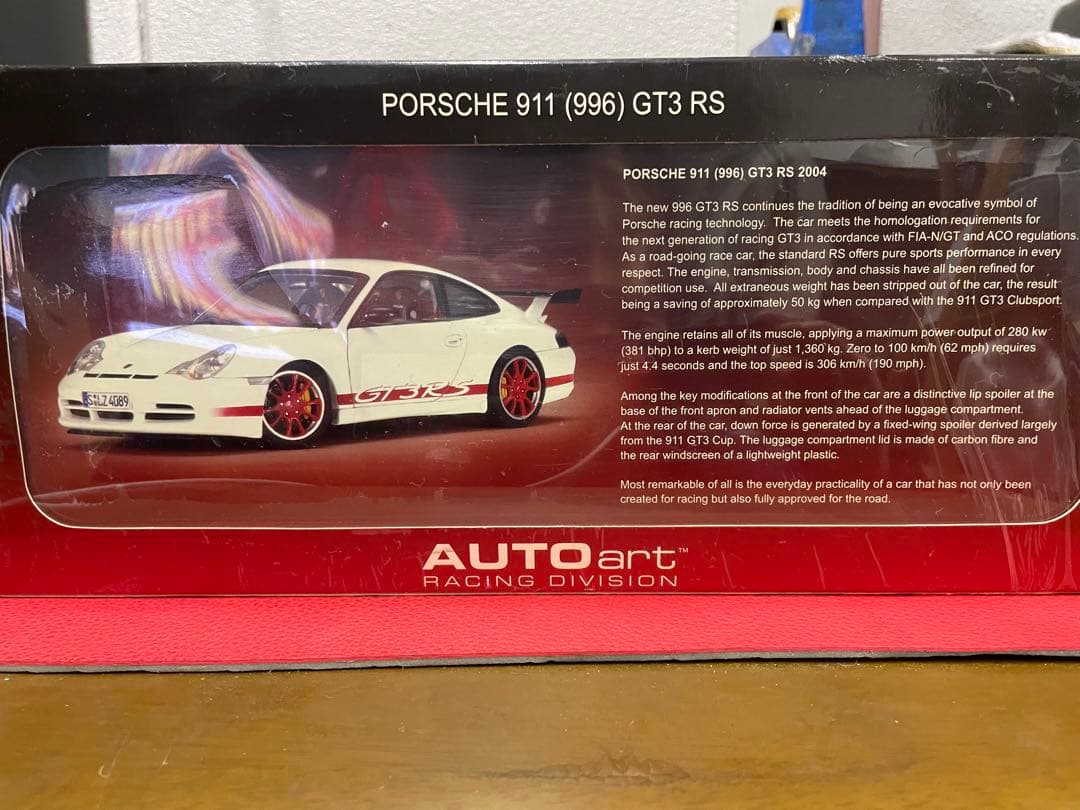 PORSCHE 911 (996) GT3 RS
PORSCHE 911 (996) GT3 RS 2004
The new 996 GT3 RS continues the tradition of being an evocative symbol of
Porsche racing technology. The car meets the homologation requirements for
the next generation of racing GT3 in accordance with FIA-N/GT and ACO regulations.
As a road-going race car, the standard RS offers pure sports performance in every
respect. The engine, transmission, body and chassis have all been refined for
competition use. All extraneous weight has been stripped out of the car, the result
being a saving of approximately 50 kg when compared with the 911 GT3 Clubsport.
The engine retains all of its muscle, applying a maximum power output of 280 kw
(381 bhp) to a kerb weight of just 1,360 kg. Zero to 100 km/h (62 mph) requires
just 4.4 seconds and the top speed is 306 km/h (190 mph).
Among the key modifications at the front of the car are a distinctive lip spoiler at the
base of the front apron and radiator vents ahead of the luggage compartment.
At the rear of the car, down force is generated by a fixed-wing spoiler derived largely
from the 911 GT3 Cup. The luggage compartment lid is made of carbon fibre and
the rear windscreen of a lightweight plastic.
Most remarkable of all is the everyday practicality of a car that has not only been
created for racing but also fully approved for the road.
GT3 RS
S LZ 4089
AUTOart™
RACING DIVISION